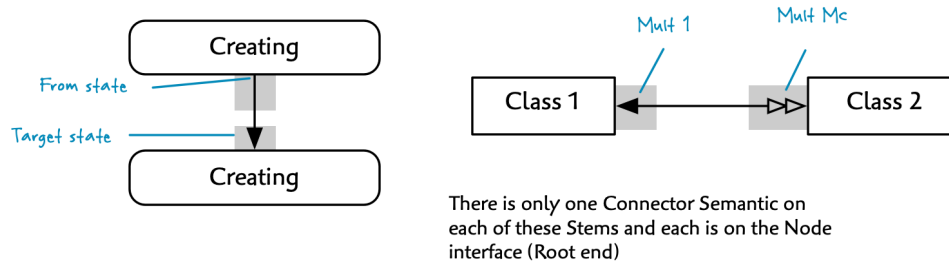 Creating
From state
Target state
Creating
Mult 1
Mult Mc
Class 1
Class 2
There is only one Connector Semantic on
each of these Stems and each is on the Node
interface (Root end)